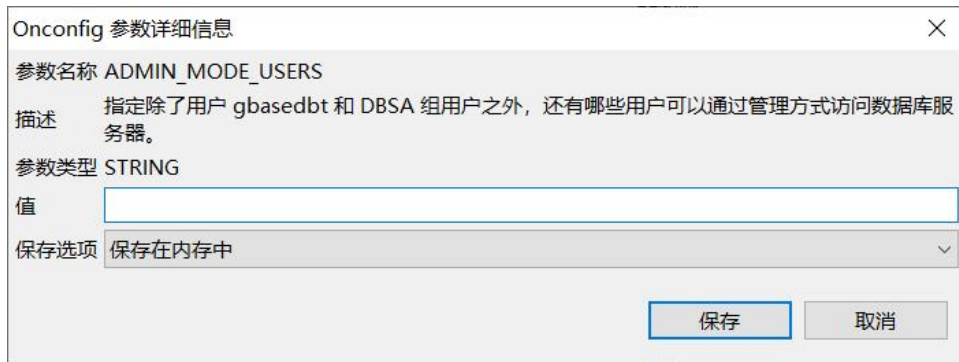 Onconfig 参数详细信息
参数名称 ADMIN_MODE_USERS
描述 指定除了用户 gbasedbt 和 DBSA 组用户之外，还有哪些用户可以通过管理方式访问数据库服
务器。
参数类型 STRING
值
保存选项 保存在内存中
保存 取消